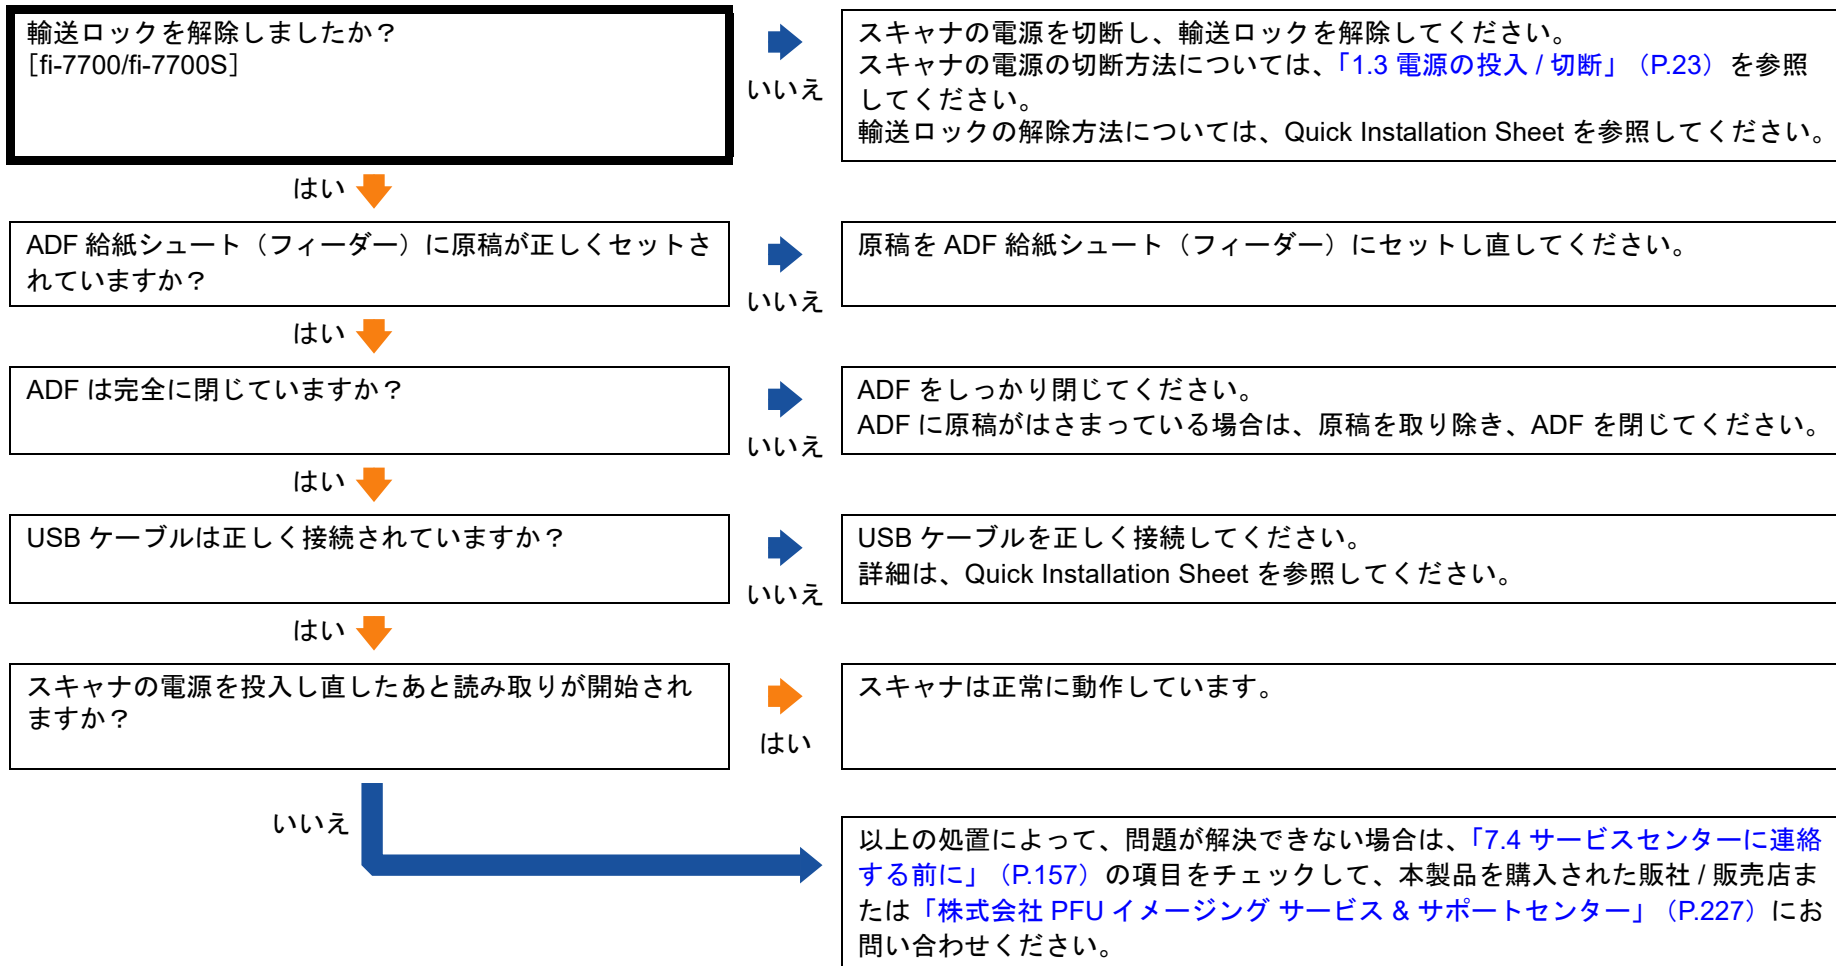 輸送ロックを解除しましたか？
［fi-7700/fi-7700S］
いいえ
スキャナの電源を切断し、輸送ロックを解除してください。
スキャナの電源の切断方法については、「1.3 電源の投入 / 切断」（P.23）を参照
してください。
輸送ロックの解除方法については、Quick Installation Sheet を参照してください。
はい
ADF 給紙シュート（フィーダー）に原稿が正しくセットさ
れていますか？
いいえ
原稿を ADF 給紙シュート（フィーダー）にセットし直してください。
はい
ADF は完全に閉じていますか？
いいえ
ADF をしっかり閉じてください。
ADF に原稿がはさまっている場合は、原稿を取り除き、ADF を閉じてください。
はい
USB ケーブルは正しく接続されていますか？
いいえ
USB ケーブルを正しく接続してください。
詳細は、Quick Installation Sheet を参照してください。
はい
スキャナの電源を投入し直したあと読み取りが開始され
ますか？
はい
スキャナは正常に動作しています。
いいえ
以上の処置によって、問題が解決できない場合は、「7.4 サービスセンターに連絡
する前に」（P.157）の項目をチェックして、本製品を購入された販社 / 販売店ま
たは「株式会社 PFU イメージング サービス & サポートセンター」（P.227）にお
問い合わせください。